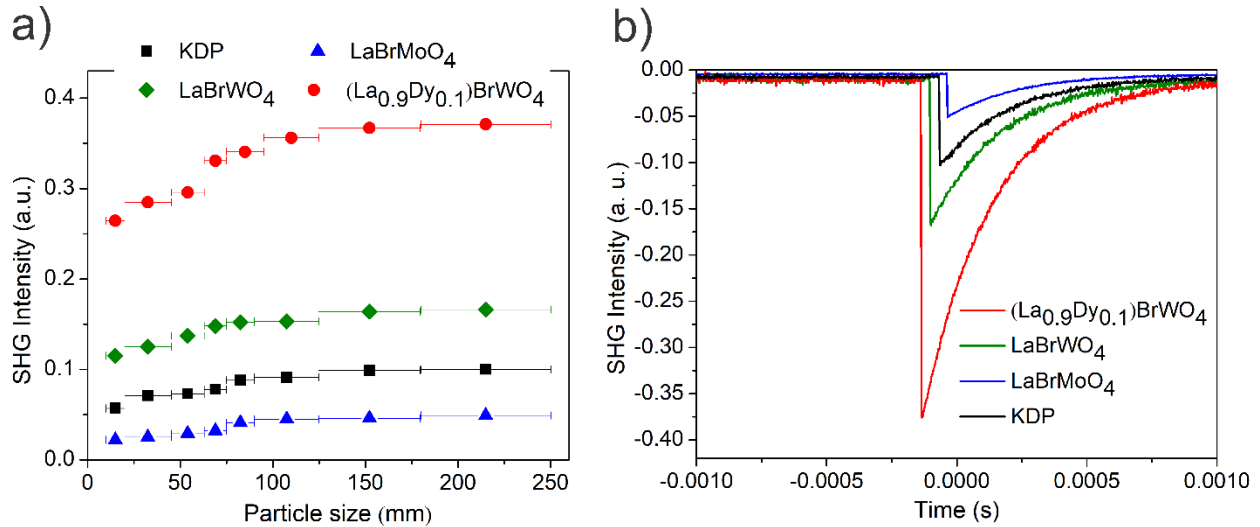 a)
KDP
LaBrMoO4
LaBrWO4
(La0.9Dy0.1)BrWO4
SHG Intensity (a.u.)
0.4
0.3
0.2
0.1
0.0
0 50 100 150 200 250
Particle size (mm)
b)
SHG Intensity (a. u.)
0.00
-0.05
-0.10
-0.15
-0.20
-0.25
-0.30
-0.35
-0.40
(La0.9Dy0.1)BrWO4
LaBrWO4
LaBrMoO4
KDP
-0.0010 -0.0005 0.0000 0.0005 0.0010
Time (s)